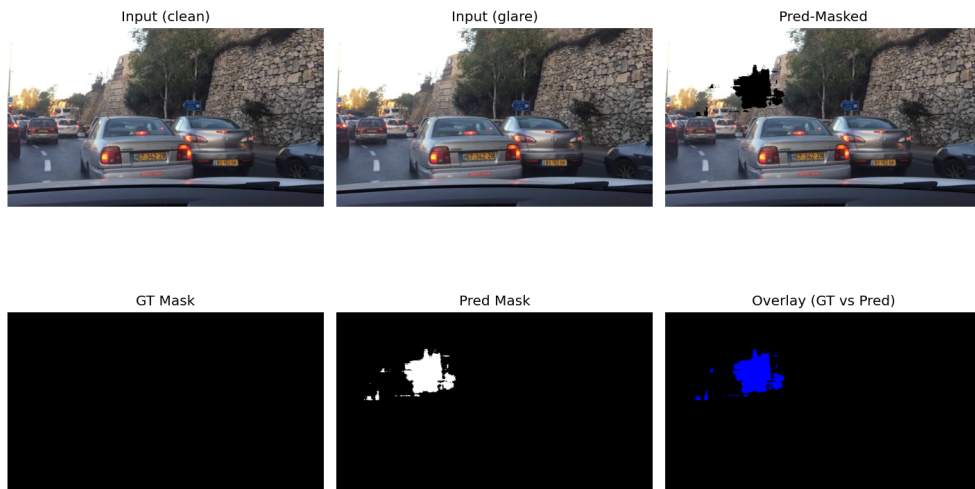 Input (clean)
Input (glare)
Pred-Masked
GT Mask
Pred Mask
Overlay (GT vs Pred)